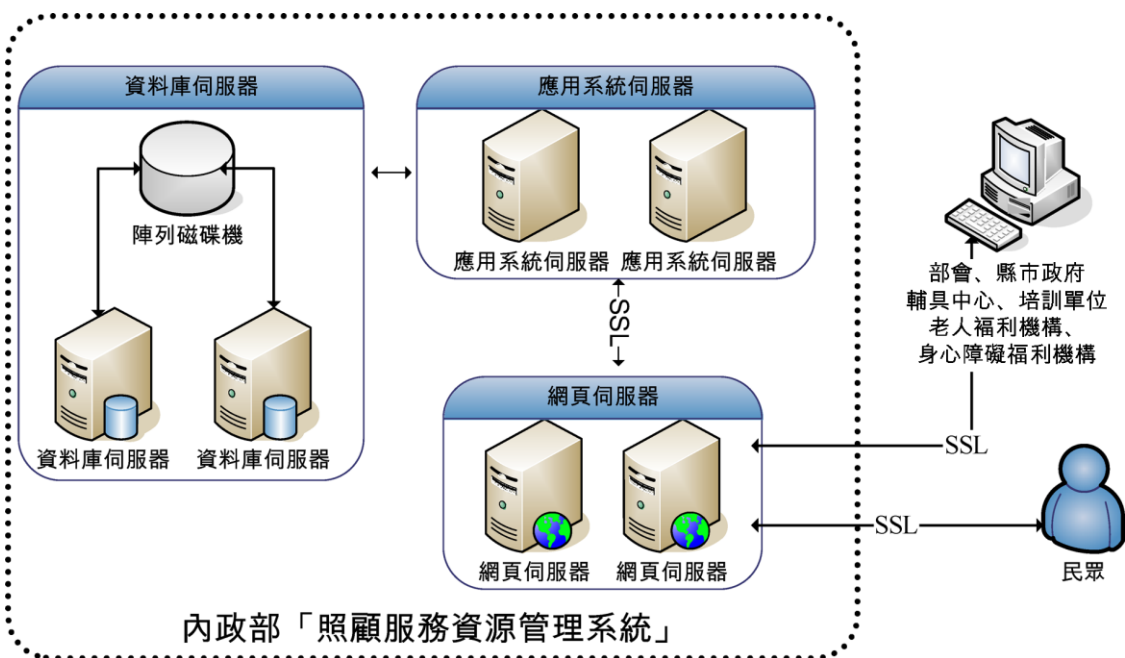 資料庫伺服器
陣列磁碟機
資料庫伺服器
資料庫伺服器
應用系統伺服器
應用系統伺服器
應用系統伺服器
SSL
網頁伺服器
網頁伺服器
網頁伺服器
部會、縣市政府
輔具中心、培訓單位
老人福利機構、
身心障礙福利機構
SSL
SSL
民眾
內政部「照顧服務資源管理系統」